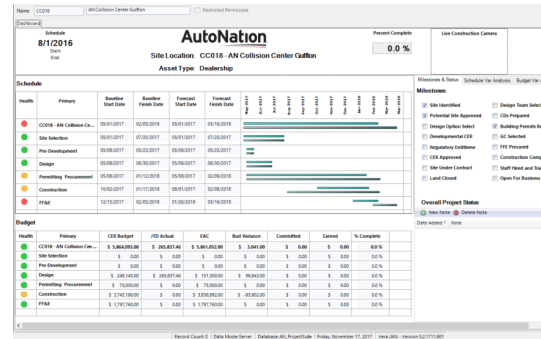 Name: CC018 AN Collision Center Gulfton Restricted Permissions
Dashboard
Schedule
8/1/2016
Start:
End:
AutoNation
Site Location: CC018 - AN Collision Center Gulfton
Asset Type: Dealership
Percent Complete
0.0 %
Live Construction Camera
Schedule
Health Primary Baseline Start Date Baseline Finish Date Forecast Start Date Forecast Finish Date
CC018 - AN Collision Ce... 05/01/2017 02/05/2018 05/01/2017 03/16/2018
Site Selection 05/01/2017 07/25/2017 05/01/2017 07/25/2017
Pre-Development 05/08/2017 05/23/2017 05/08/2017 05/23/2017
Design 05/08/2017 06/30/2017 05/08/2017 06/30/2017
Permitting Procurement 05/08/2017 01/12/2018 05/08/2017 02/09/2018
Construction 10/02/2017 01/17/2018 08/01/2017 02/08/2018
FF&E 12/15/2017 02/05/2018 01/26/2018 03/16/2018
Milestones & Status Schedule Var Analysis Budget Var
Milestones
Site Identified Design Team Selec
Potential Site Approved CDs Prepared
Design Option Select Building Permits R
Developmental CER GC Selected
Regulatory Entitleme FFE Procured
CER Approved Construction Comp
Site Under Contract Staff Hired and Trai
Land Closed Open For Business
Overall Project Status
New Note Delete Note
Date Added Note
Budget
Health Primary CER Budget JTD Actual EAC Bud Variance Committed Earned % Complete
CC018 - AN Collision Cen... $ 5,864,093.00 $ 265,837.46 $ 5,861,052.00 $ 3,041.00 $ 0.00 $ 0.00 0.0 %
Site Selection $ 0.00 $ 0.00 $ 0.00 $ 0.00 $ 0.00 $ 0.00 0.0 %
Pre-Development $ 0.00 $ 0.00 $ 0.00 $ 0.00 $ 0.00 $ 0.00 0.0 %
Design $ 248,143.00 $ 265,837.46 $ 151,300.00 $ 96,843.00 $ 0.00 $ 0.00 0.0 %
Permitting Procurement $ 75,000.00 $ 0.00 $ 75,000.00 $ 0.00 $ 0.00 $ 0.00 0.0 %
Construction $ 3,743,190.00 $ 0.00 $ 3,836,992.00 $ -93,802.00 $ 0.00 $ 0.00 0.0 %
FF&E $ 1,797,760.00 $ 0.00 $ 1,797,760.00 $ 0.00 $ 0.00 $ 0.00 0.0 %
Record Count: 0 Data Mode: Server Database: AN_ProjectSuite Friday, November 17, 2017 Vera (AN) - Version 5.2.1711.801